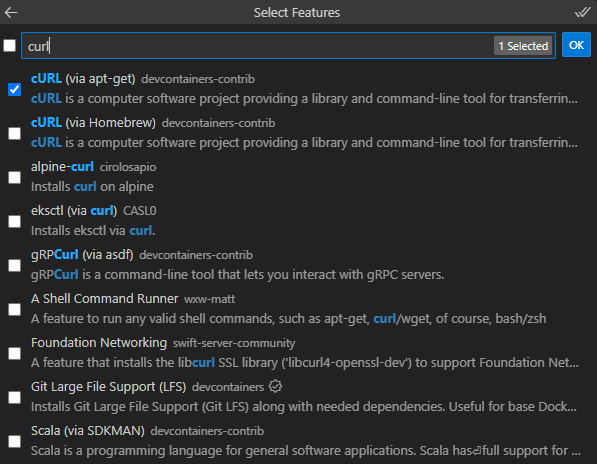 Select Features
curl
1 Selected
OK
cURL (via apt-get) devcontainers-contrib
cURL is a computer software project providing a library and command-line tool for transferrin...
cURL (via Homebrew) devcontainers-contrib
cURL is a computer software project providing a library and command-line tool for transferrin...
alpine-curl cirolosapio
Installs curl on alpine
eksctl (via curl) CASL0
Installs eksctl via curl.
gRPCurl (via asdf) devcontainers-contrib
gRPCurl is a command-line tool that lets you interact with gRPC servers.
A Shell Command Runner wxw-matt
A feature to run any valid shell commands, such as apt-get, curl/wget, of course, bash/zsh
Foundation Networking swift-server-community
A feature that installs the libcurl SSL library ('libcurl4-openssl-dev') to support Foundation Net...
Git Large File Support (LFS) devcontainers
Installs Git Large File Support (Git LFS) along with needed dependencies. Useful for base Dock...
Scala (via SDKMAN) devcontainers-contrib
Scala is a programming language for general software applications. Scala has⏎full support for ...